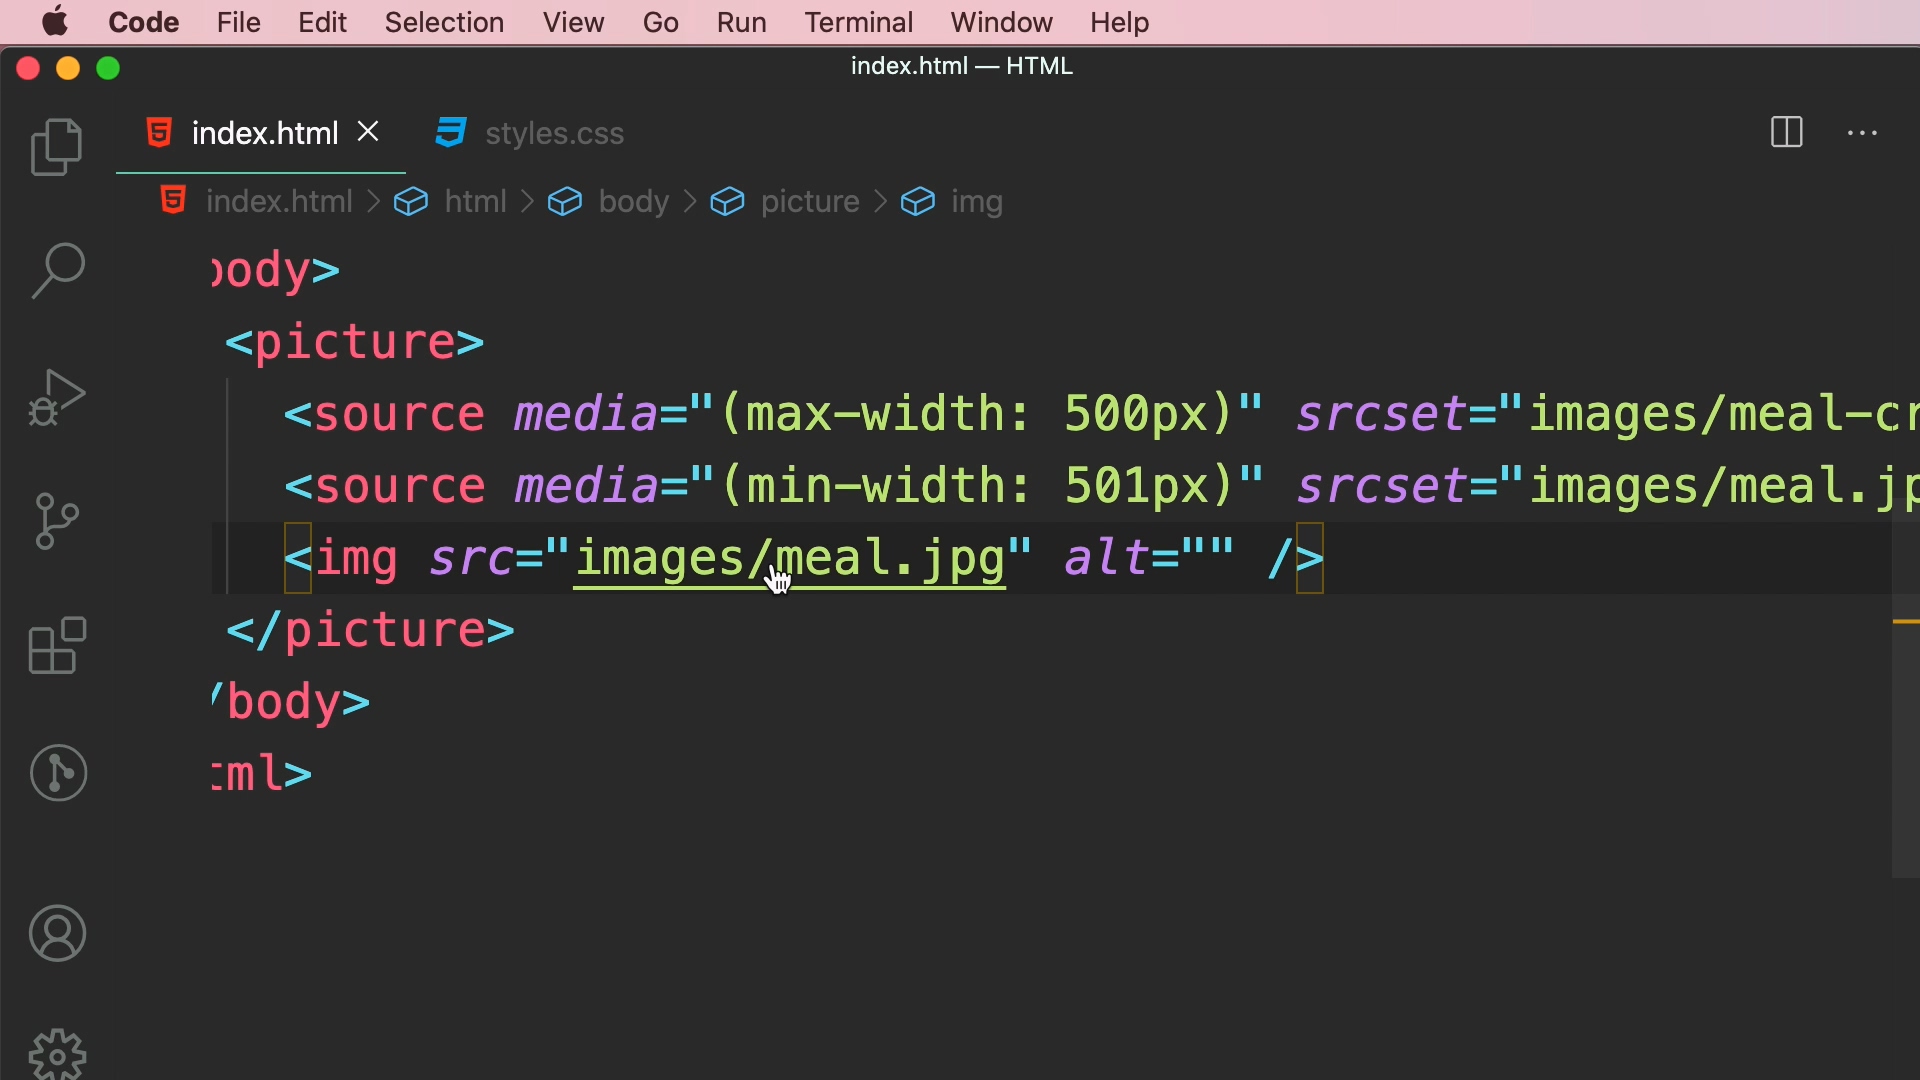 Code File Edit Selection View Go Run Terminal Window Help
index.html — HTML
index.html styles.css
index.html > html > body > picture > img
body>
<picture>
<source media="(max-width: 500px)" srcset="images/meal-cr
<source media="(min-width: 501px)" srcset="images/meal.jp
<img src="images/meal.jpg" alt="" />
</picture>
/body>
tml>